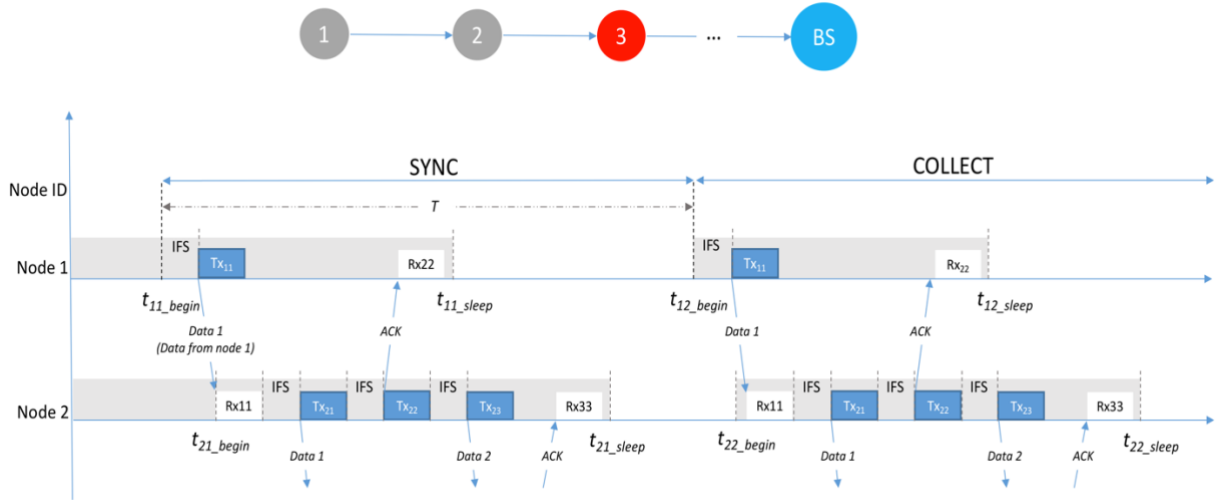 1 2 3 ... BS
SYNC COLLECT
Node ID
T
IFS IFS
Node 1 Tx11 Rx22 Tx11 Rx22
t11_begin t11_sleep t12_begin t12_sleep
Data 1 ACK Data 1 ACK
(Data from node 1)
IFS IFS IFS IFS IFS IFS
Node 2 Rx11 Tx21 Tx22 Tx23 Rx33 Rx11 Tx21 Tx22 Tx23 Rx33
t21_begin t21_sleep t22_begin t22_sleep
Data 1 Data 2 ACK Data 1 Data 2 ACK